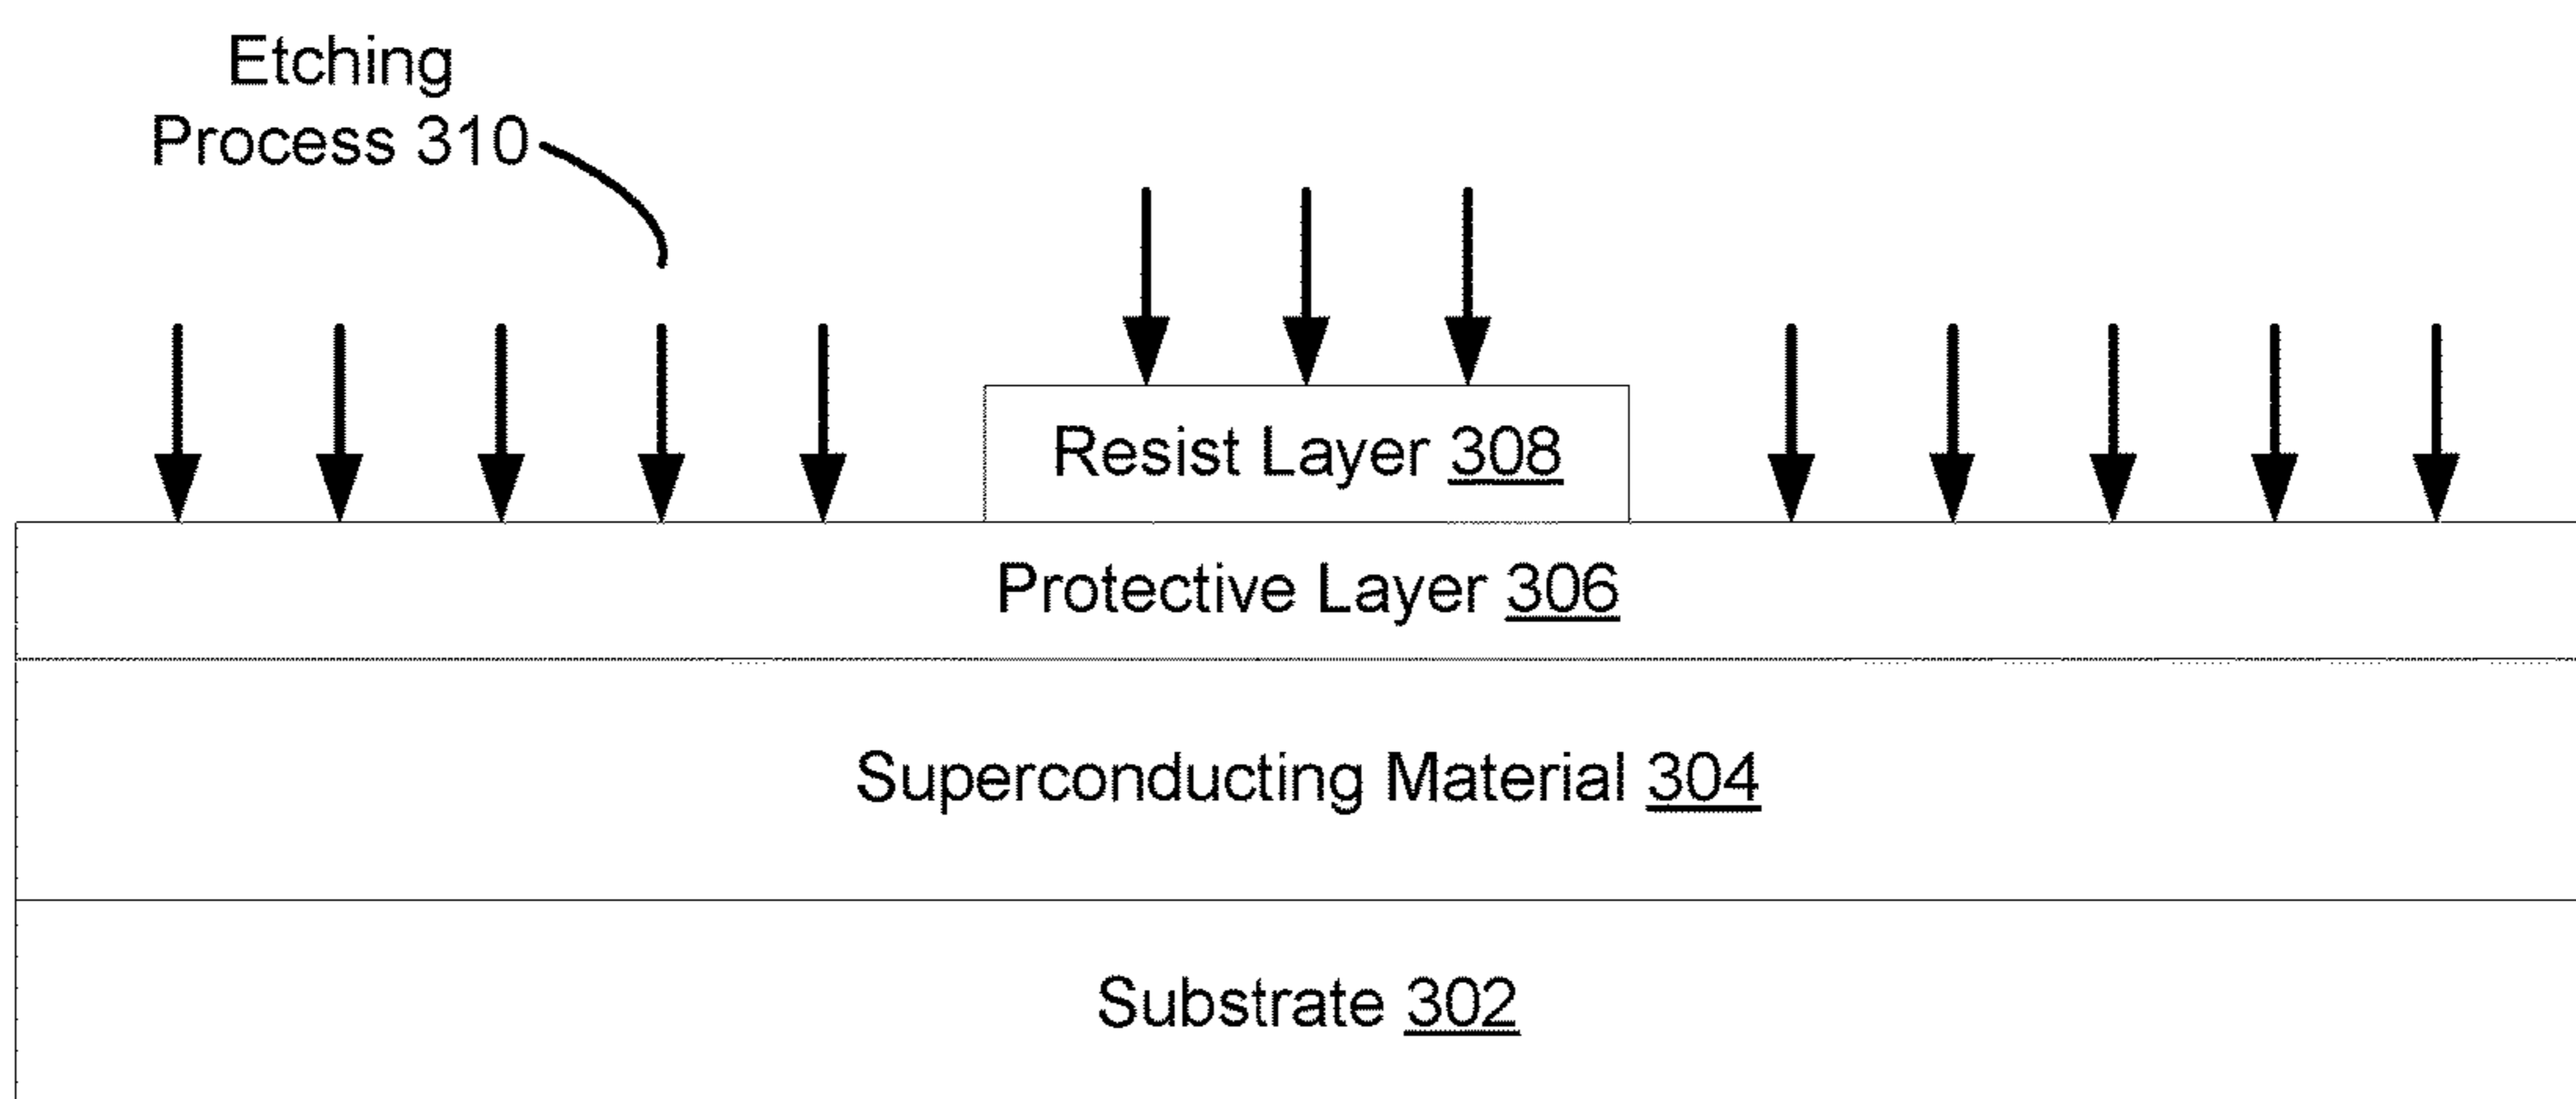 Etching
Process 310
Resist Layer 308
Protective Layer 306
Superconducting Material 304
Substrate 302